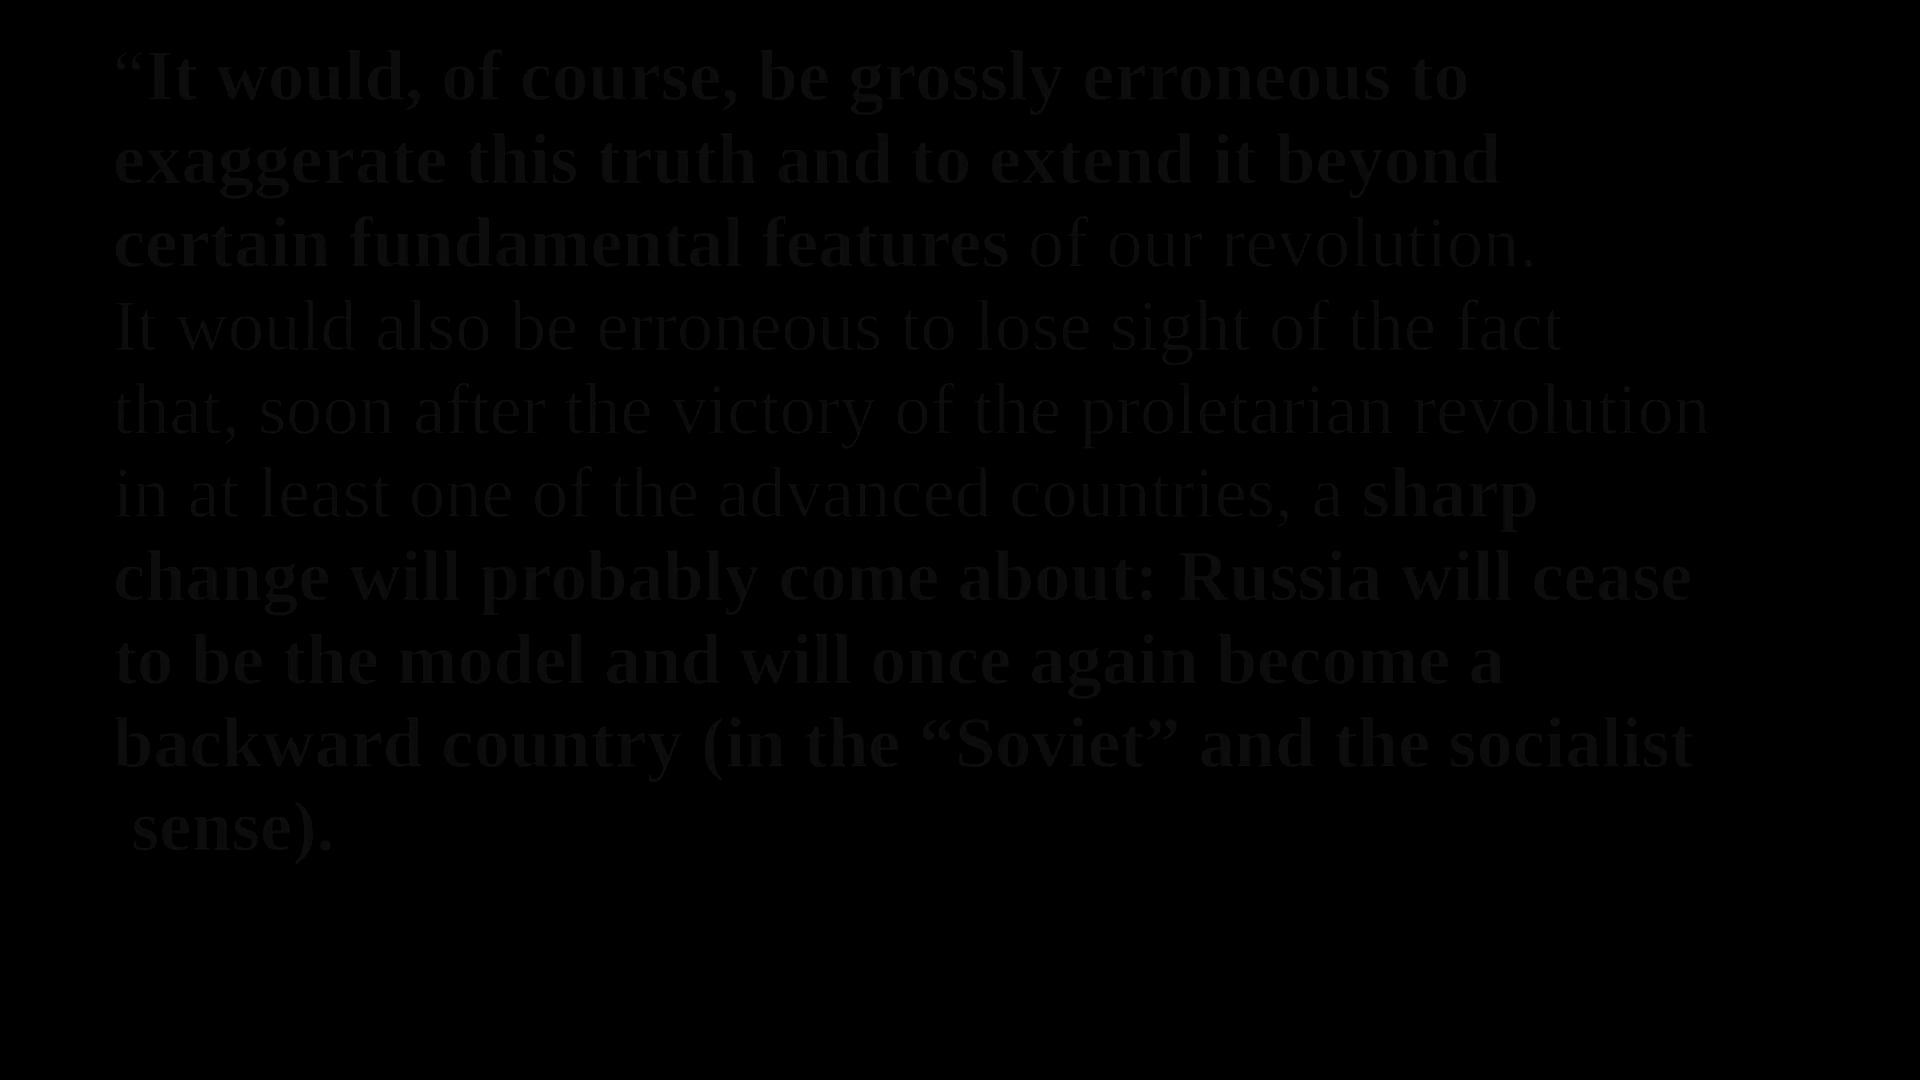 “It would, of course, be grossly erroneous to
exaggerate this truth and to extend it beyond
certain fundamental features of our revolution.
It would also be erroneous to lose sight of the fact
that, soon after the victory of the proletarian revolution
in at least one of the advanced countries, a sharp
change will probably come about: Russia will cease
to be the model and will once again become a
backward country (in the “Soviet” and the socialist
sense).